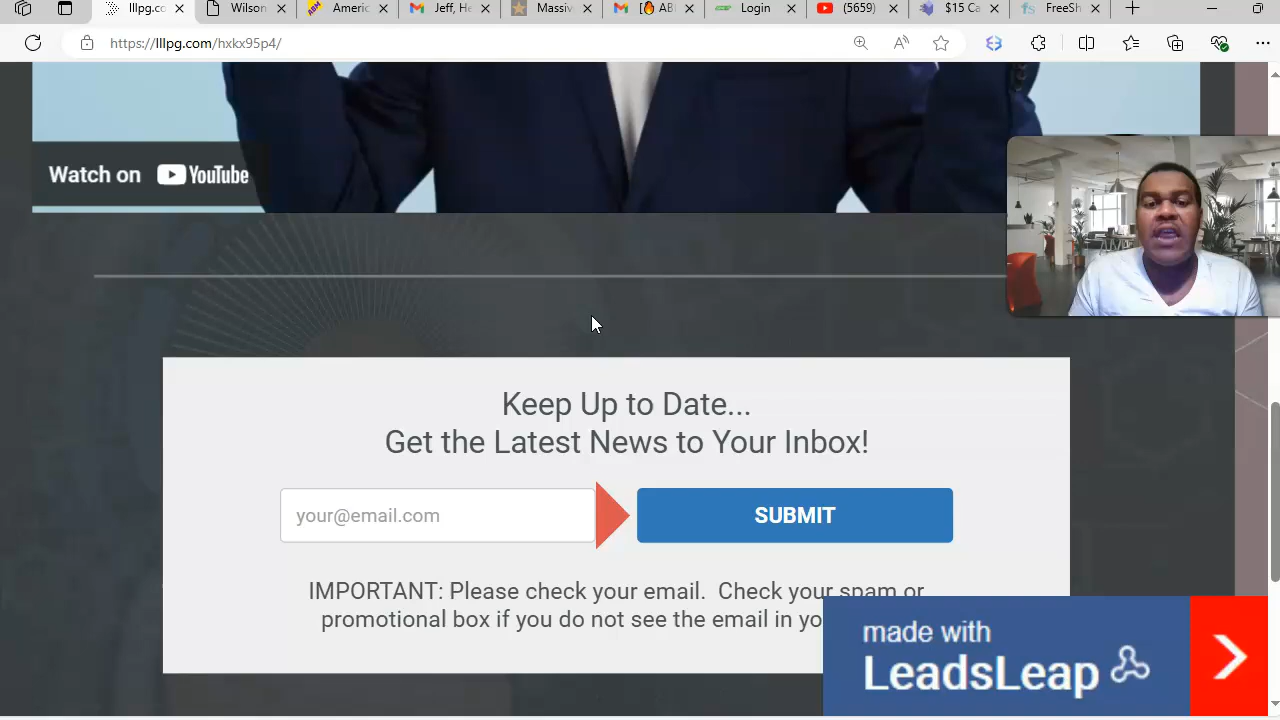 lllpg.co
Wilson
Americ
Jeff, He
Massiv
[🔥 AB
Login
(5659)
$15 Ca
FreeSh
https://lllpg.com/hxkx95p4/
Watch on YouTube
Keep Up to Date...
Get the Latest News to Your Inbox!
your@email.com
SUBMIT
IMPORTANT: Please check your email. Check your spam or
promotional box if you do not see the email in yo
made with
LeadsLeap